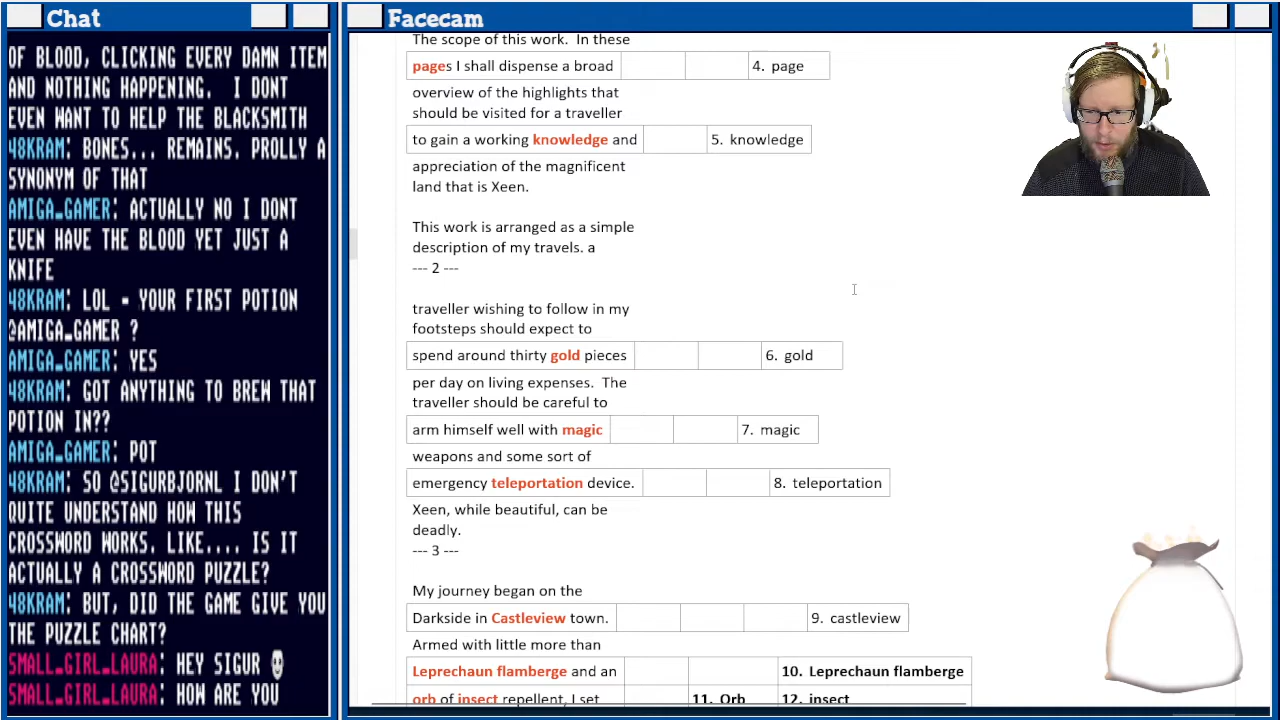 Chat
OF BLOOD, CLICKING EVERY DAMN ITEM
AND NOTHING HAPPENING. I DONT
EVEN WANT TO HELP THE BLACKSMITH
48KRAM: BONES... REMAINS. PROLLY A
SYNONYM OF THAT
AMIGA_GAMER: ACTUALLY NO I DONT
EVEN HAVE THE BLOOD YET JUST A
KNIFE
48KRAM: LOL - YOUR FIRST POTION
@AMIGA_GAMER ?
AMIGA_GAMER: YES
48KRAM: GOT ANYTHING TO BREW THAT
POTION IN??
AMIGA_GAMER: POT
48KRAM: SO @SIGURBJORNL I DON'T
QUITE UNDERSTAND HOW THIS
CROSSWORD WORKS. LIKE.... IS IT
ACTUALLY A CROSSWORD PUZZLE?
48KRAM: BUT, DID THE GAME GIVE YOU
THE PUZZLE CHART?
SMALL_GIRL_LAURA: HEY SIGUR
SMALL_GIRL_LAURA: HOW ARE YOU
Facecam
The scope of this work. In these
pages I shall dispense a broad 4. page
overview of the highlights that
should be visited for a traveller
to gain a working knowledge and 5. knowledge
appreciation of the magnificent
land that is Xeen.
This work is arranged as a simple
description of my travels. a
--- 2 ---
traveller wishing to follow in my
footsteps should expect to
spend around thirty gold pieces 6. gold
per day on living expenses. The
traveller should be careful to
arm himself well with magic 7. magic
weapons and some sort of
emergency teleportation device. 8. teleportation
Xeen, while beautiful, can be
deadly.
--- 3 ---
My journey began on the
Darkside in Castleview town. 9. castleview
Armed with little more than
Leprechaun flamberge and an 10. Leprechaun flamberge
orb of insect repellent, I set 11. Orb 12. insect